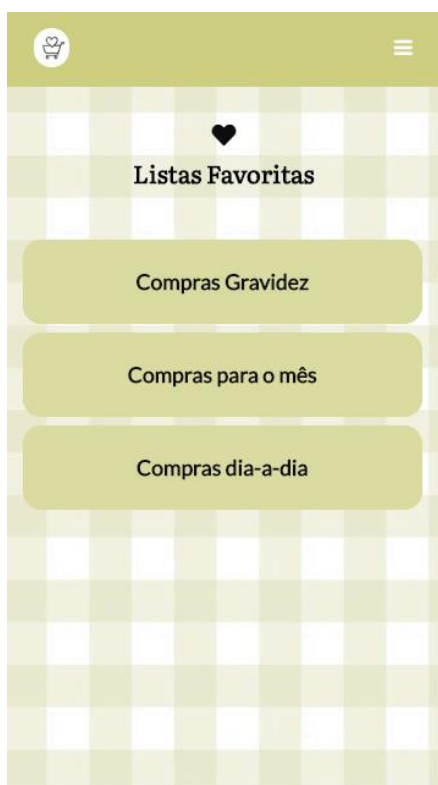 Listas Favoritas
Compras Gravidez
Compras para o mês
Compras dia-a-dia